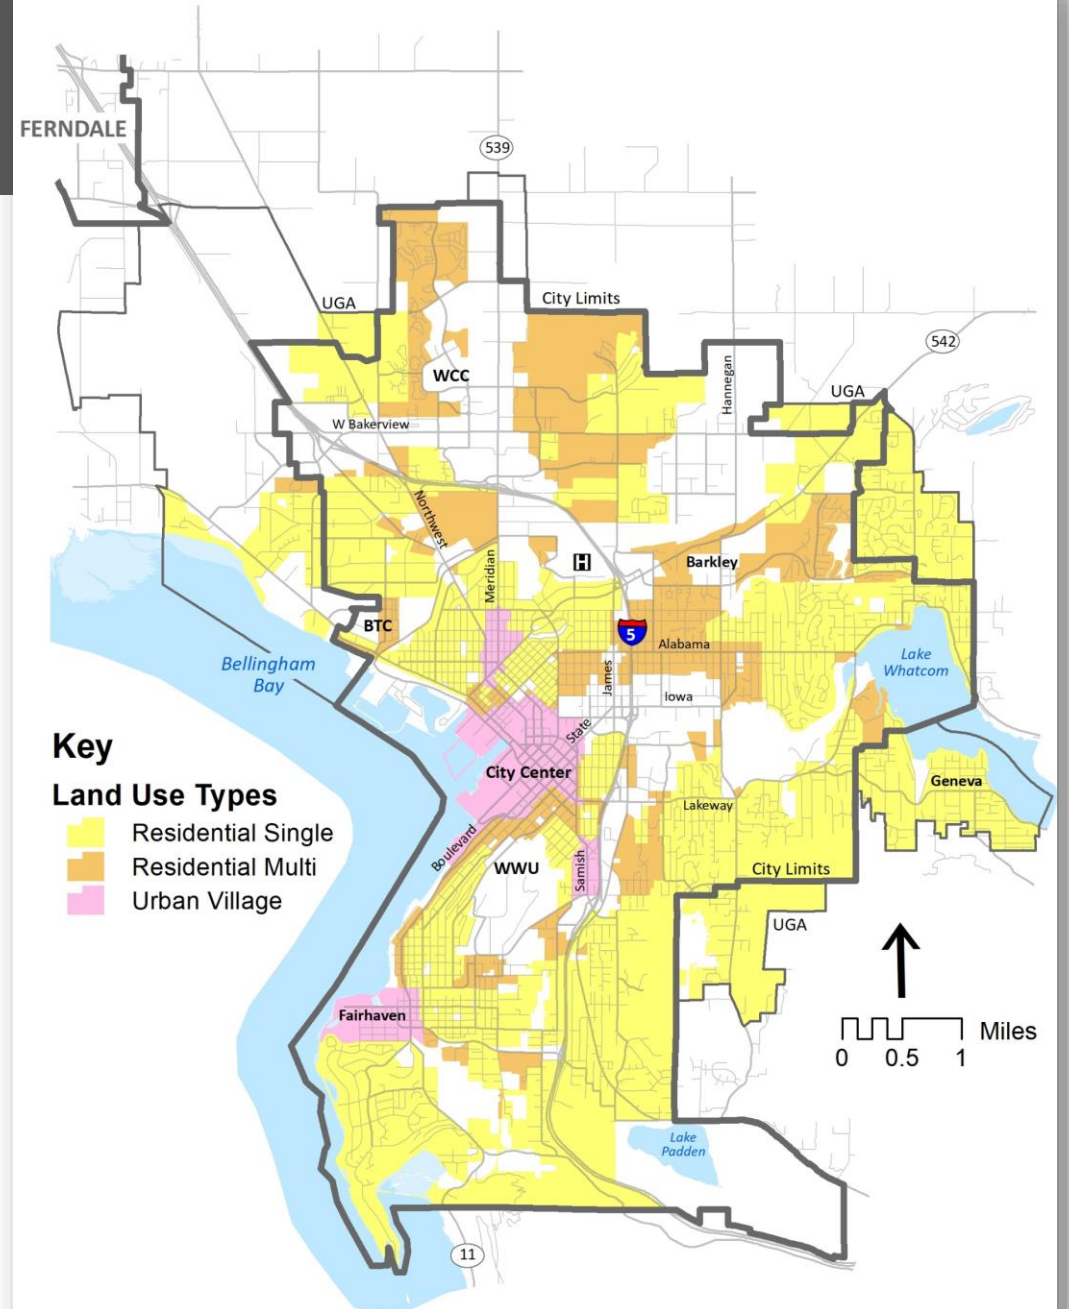 539
FERNDALE
UGA
City Limits
542
WCC
Hannegan
UGA
W Bakerview
Northwest
Meridian
H
Barkley
BTC
5
Alabama
Bellingham
Bay
Lake
Whatcom
James
Iowa
State
Key
City Center
Geneva
Land Use Types
Lakeway
Residential Single
Boulevard
Residential Multi
WWU
Samish
City Limits
Urban Village
UGA
Fairhaven
Miles
0 0.5 1
Lake
Padden
11